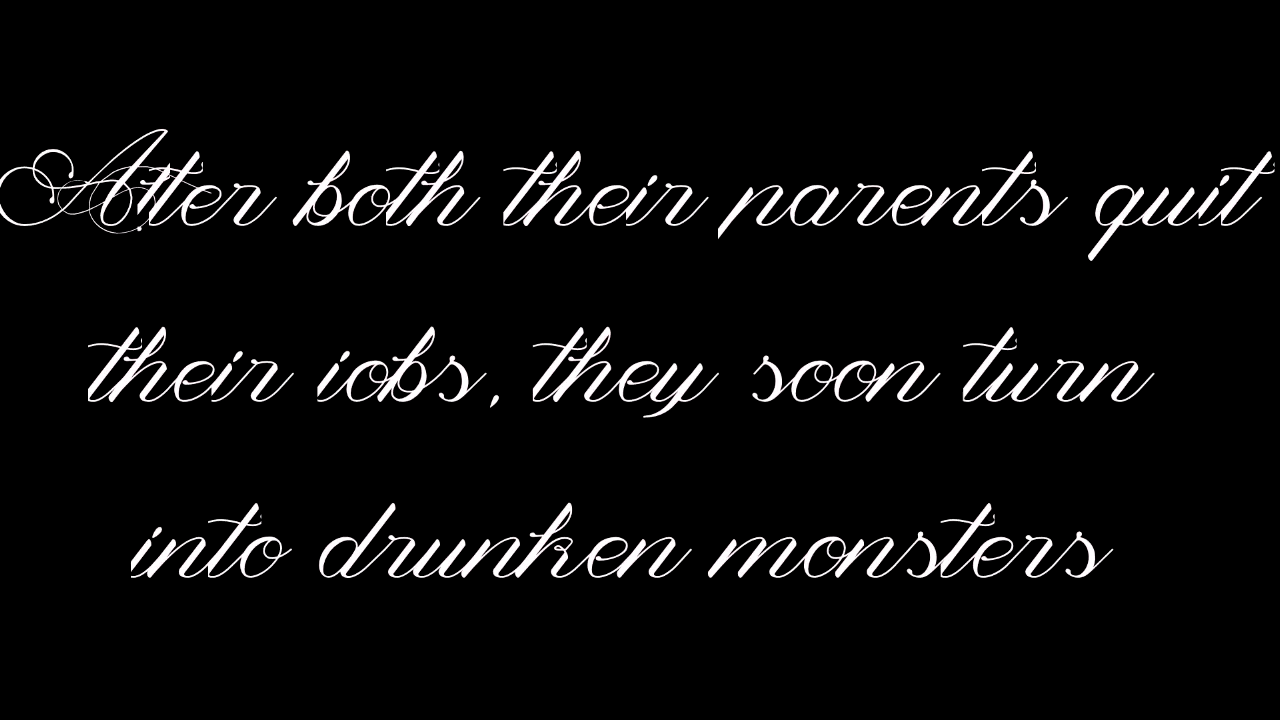 After both their parents quit
their jobs, they soon turn
into drunken monsters